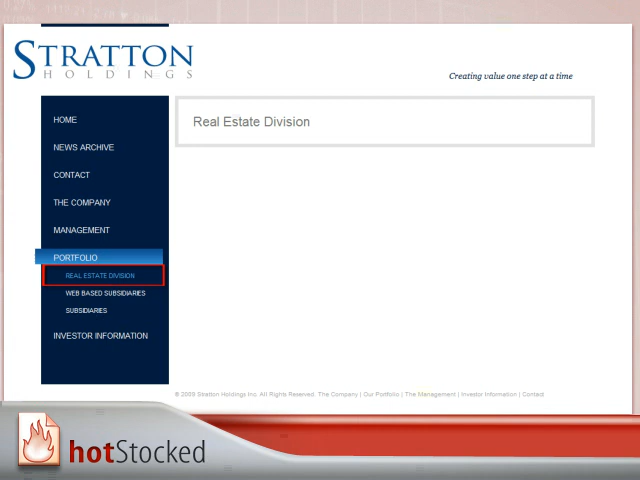 STRATTON
HOLDINGS
Creating value one step at a time
HOME
Real Estate Division
NEWS ARCHIVE
CONTACT
THE COMPANY
MANAGEMENT
PORTFOLIO
REAL ESTATE DIVISION
WEB BASED SUBSIDIARIES
SUBSIDIARIES
INVESTOR INFORMATION
© 2009 Stratton Holdings Inc. All Rights Reserved. The Company | Our Portfolio | The Management | Investor Information | Contact
hotStocked